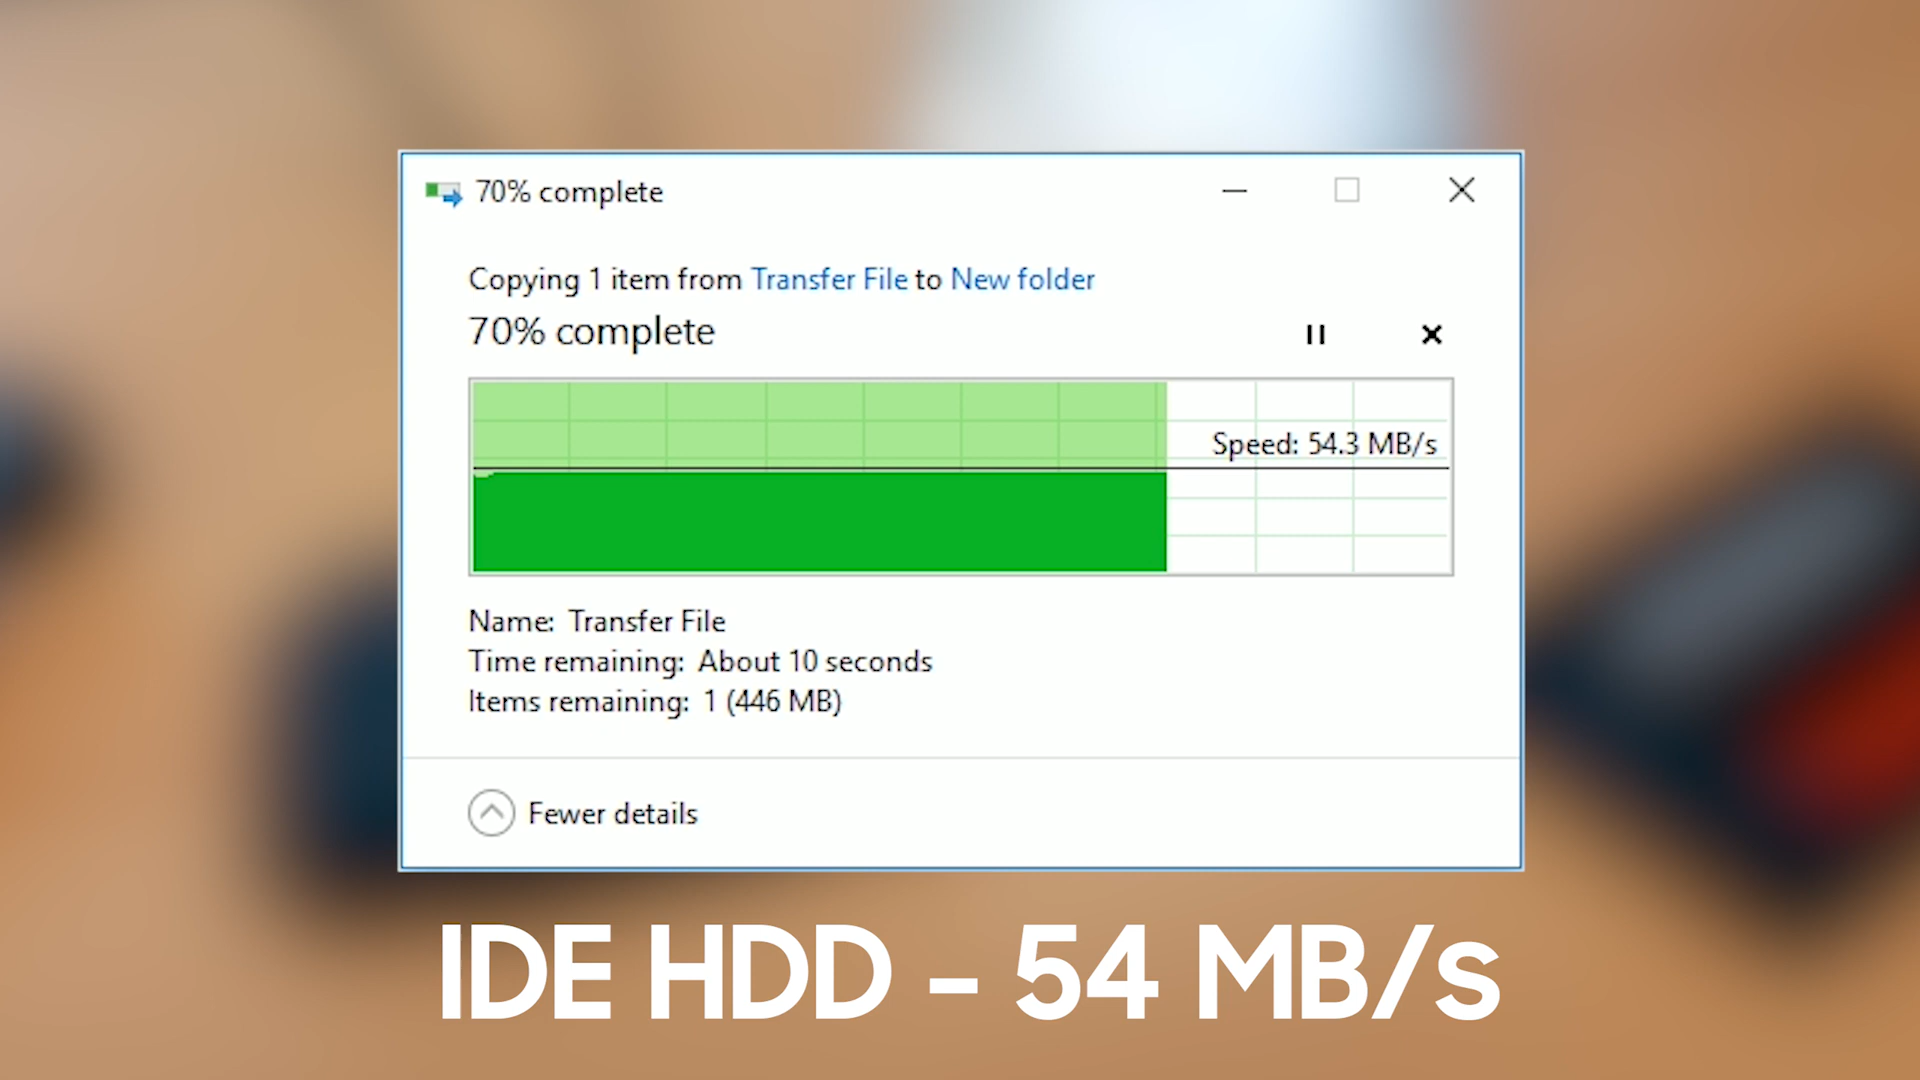 70% complete
Copying 1 item from Transfer File to New folder
70% complete
Speed: 54.3 MB/s
Name: Transfer File
Time remaining: About 10 seconds
Items remaining: 1 (446 MB)
Fewer details
IDE HDD - 54 MB/s